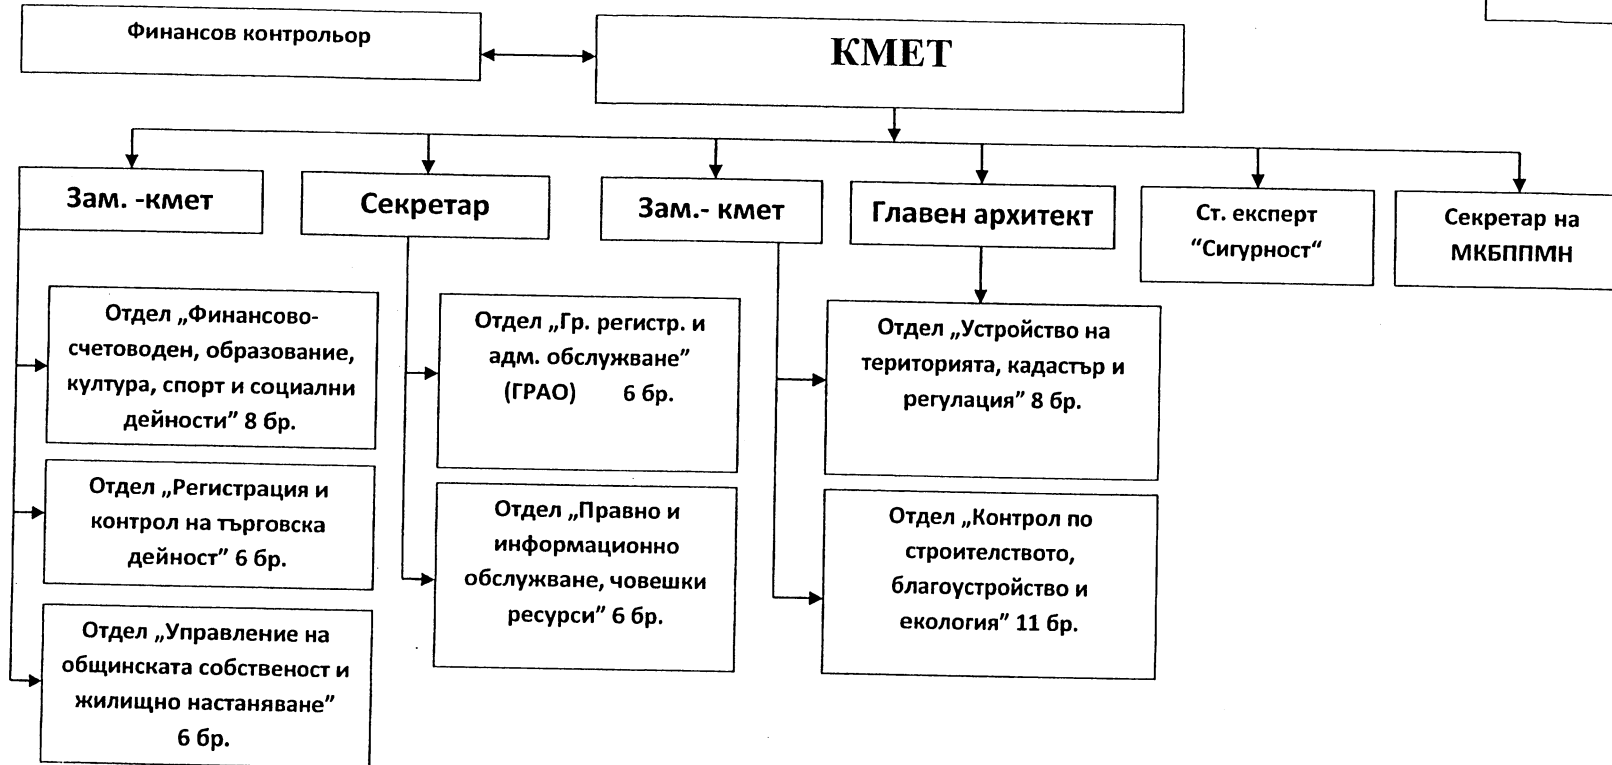 Финансов контрольор
КМЕТ
Зам. -кмет
Секретар
Зам.- кмет
Главен архитект
Ст. експерт
“Сигурност“
Секретар на
МКБППМН
Отдел „Финансово-
счетоводен, образование,
култура, спорт и социални
дейности” 8 бр.
Отдел „Регистрация и
контрол на търговска
дейност” 6 бр.
Отдел „Управление на
общинската собственост и
жилищно настаняване”
6 бр.
Отдел „Гр. регистр. и
адм. обслужване”
(ГРАО) 6 бр.
Отдел „Правно и
информационно
обслужване, човешки
ресурси” 6 бр.
Отдел „Устройство на
територията, кадастър и
регулация” 8 бр.
Отдел „Контрол по
строителството,
благоустройство и
екология” 11 бр.